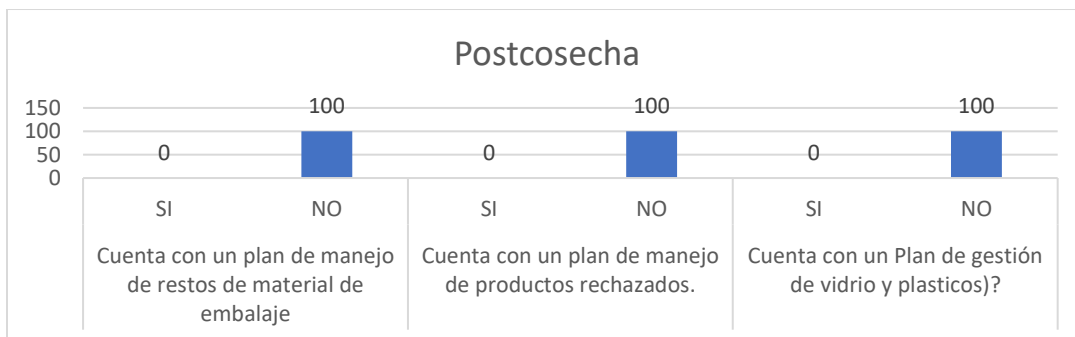 Postcosecha
150
100
50
0
0
100
0
100
0
100
SI
NO
SI
NO
SI
NO
Cuenta con un plan de manejo
de restos de material de
embalaje
Cuenta con un plan de manejo
de productos rechazados.
Cuenta con un Plan de gestión
de vidrio y plasticos)?